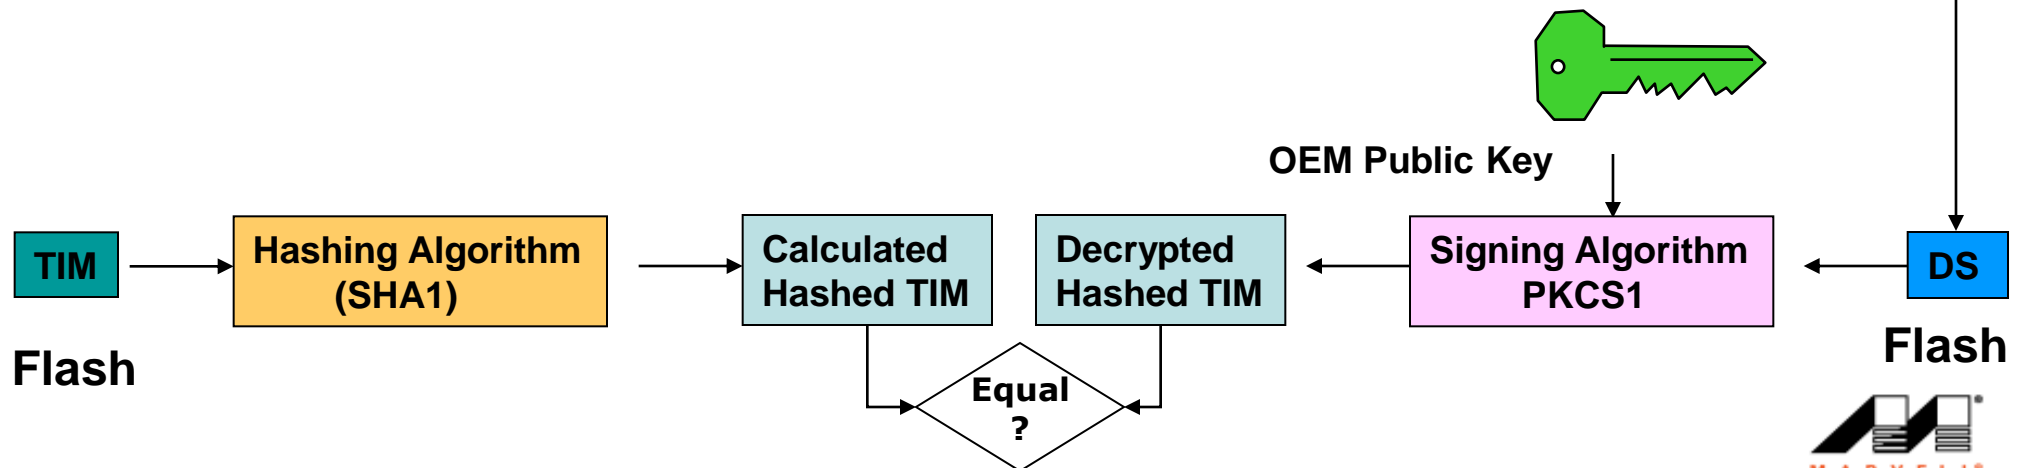 OEM Public Key
TIM
Hashing Algorithm
(SHA1)
Calculated
Hashed TIM
Decrypted
Hashed TIM
Signing Algorithm
PKCS1
DS
Flash
Flash
Equal
?